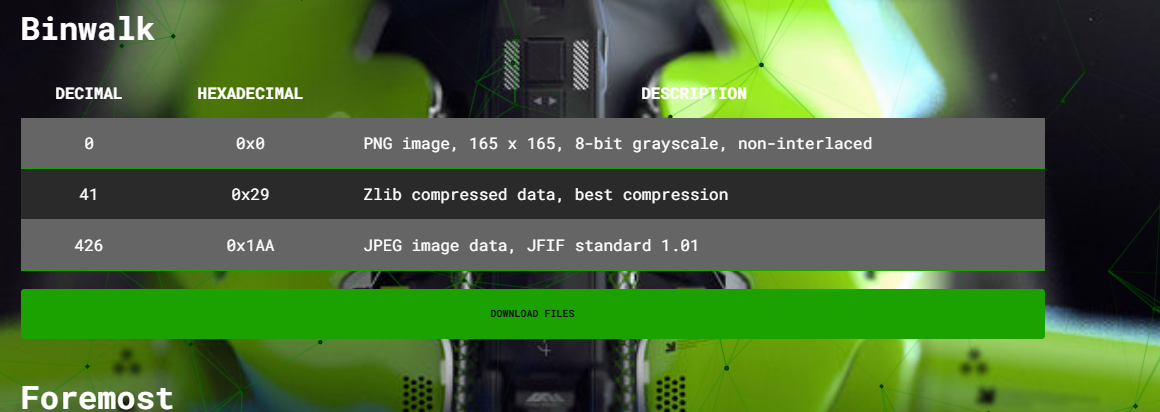 Binwalk
DECIMAL HEXADECIMAL DESCRIPTION
0 0x0 PNG image, 165 x 165, 8-bit grayscale, non-interlaced
41 0x29 Zlib compressed data, best compression
426 0x1AA JPEG image data, JFIF standard 1.01
DOWNLOAD FILES
Foremost